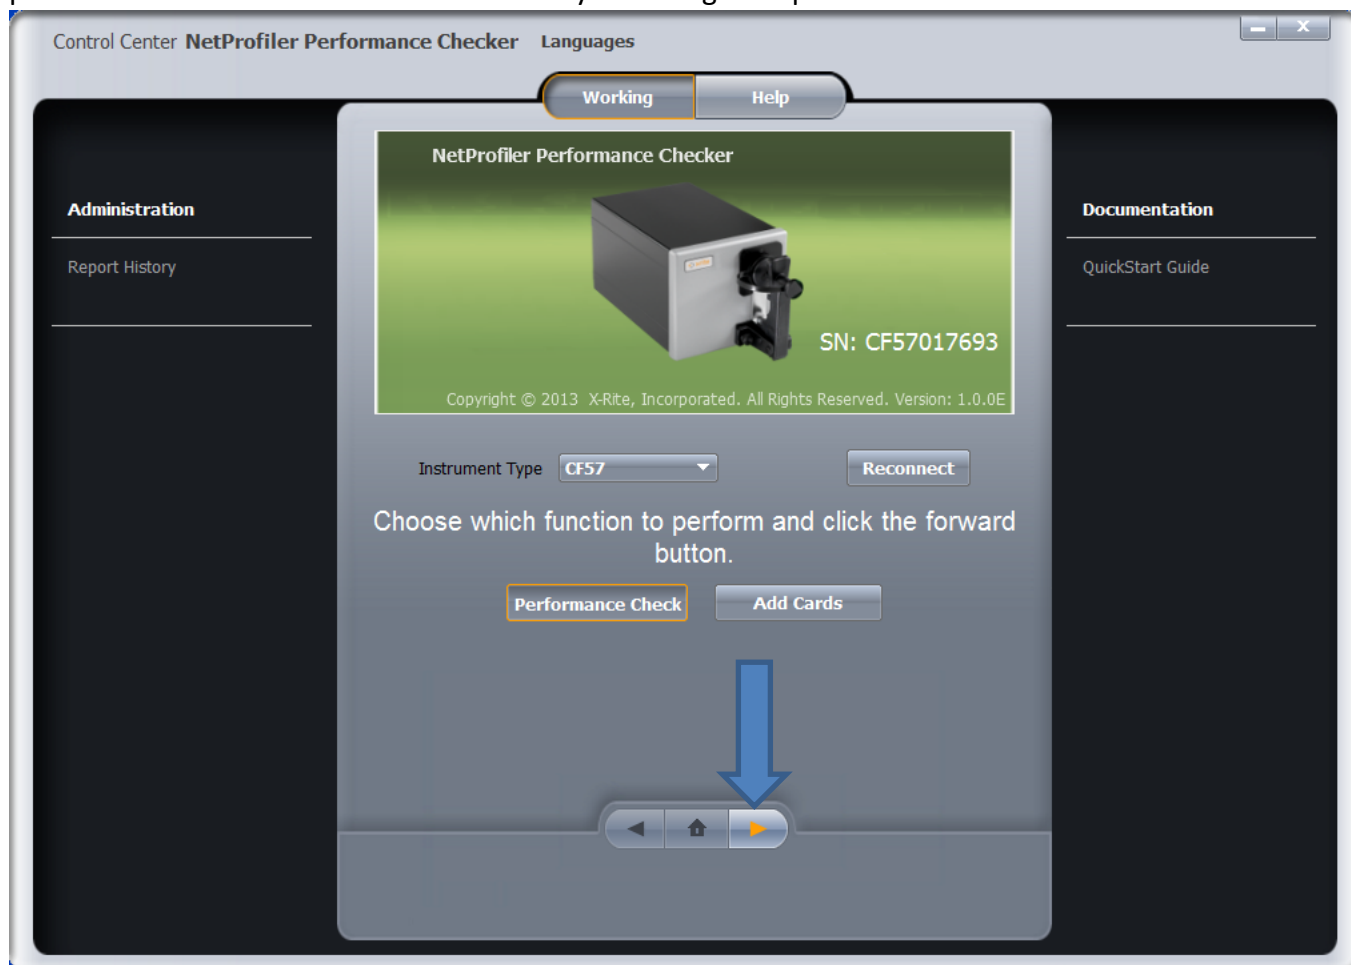 Control Center NetProfiler Performance Checker Languages
Working Help
NetProfiler Performance Checker
Administration
Documentation
Report History
QuickStart Guide
SN: CF57017693
Copyright © 2013 X-Rite, Incorporated. All Rights Reserved. Version: 1.0.0E
Instrument Type CF57 Reconnect
Choose which function to perform and click the forward
button.
Performance Check Add Cards